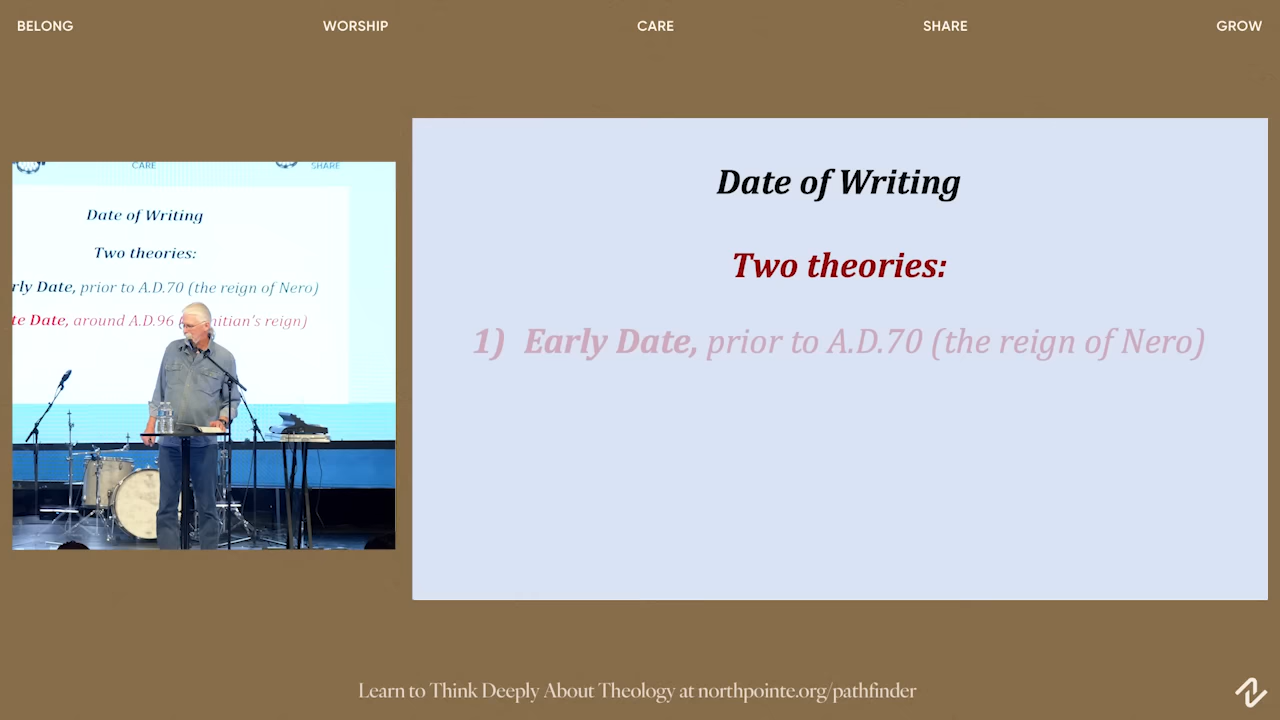 BELONG WORSHIP CARE SHARE GROW
CARE SHARE
Date of Writing
Two theories:
Date, prior to A.D.70 (the reign of Nero)
Date, around A.D.96 reign)
Date of Writing
Two theories:
1) Early Date, prior to A.D.70 (the reign of Nero)
Learn to Think Deeply About Theology at northpointe.org/pathfinder